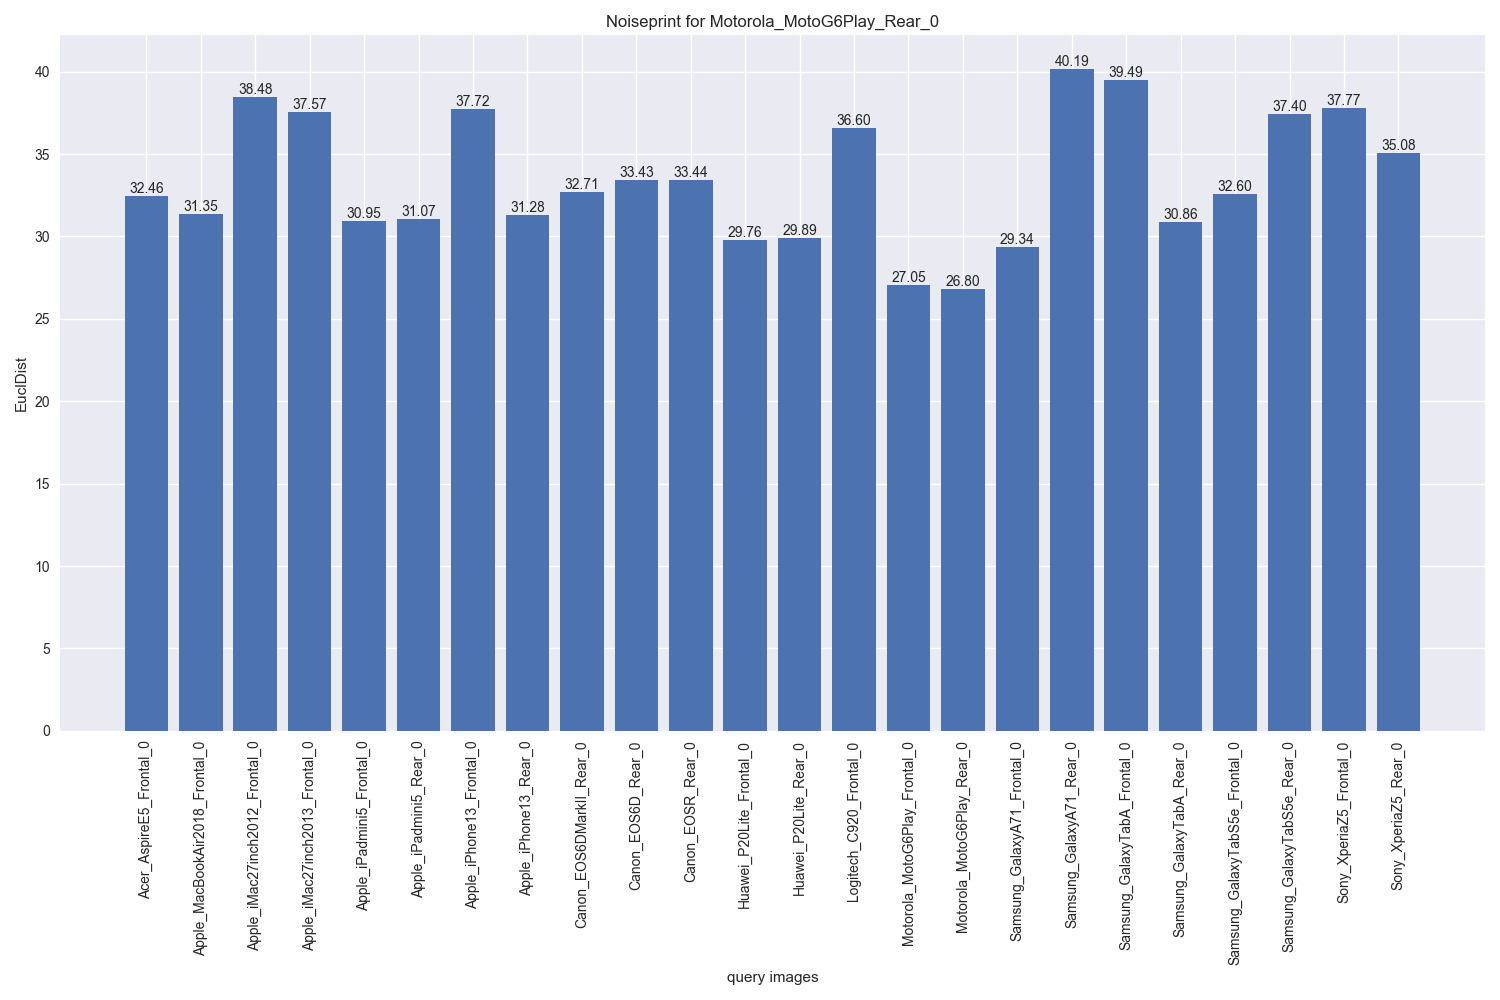 Noiseprint for Motorola_MotoG6Play_Rear_0
EuclDist
40
35
30
25
20
15
10
5
0
32.46
31.35
38.48
37.57
30.95
31.07
37.72
31.28
32.71
33.43
33.44
29.76
29.89
36.60
27.05
26.80
29.34
40.19
39.49
30.86
32.60
37.40
37.77
35.08
Acer_AspireE5_Frontal_0
Apple_MacBookAir2018_Frontal_0
Apple_iMac27inch2012_Frontal_0
Apple_iMac27inch2013_Frontal_0
Apple_iPadmini5_Frontal_0
Apple_iPadmini5_Rear_0
Apple_iPhone13_Frontal_0
Apple_iPhone13_Rear_0
Canon_EOS6DMarkII_Rear_0
Canon_EOS6D_Rear_0
Canon_EOSR_Rear_0
Huawei_P20Lite_Frontal_0
Huawei_P20Lite_Rear_0
Logitech_C920_Frontal_0
Motorola_MotoG6Play_Frontal_0
Motorola_MotoG6Play_Rear_0
Samsung_GalaxyA71_Frontal_0
Samsung_GalaxyA71_Rear_0
Samsung_GalaxyTabA_Frontal_0
Samsung_GalaxyTabA_Rear_0
Samsung_GalaxyTabS5e_Frontal_0
Samsung_GalaxyTabS5e_Rear_0
Sony_XperiaZ5_Frontal_0
Sony_XperiaZ5_Rear_0
query images